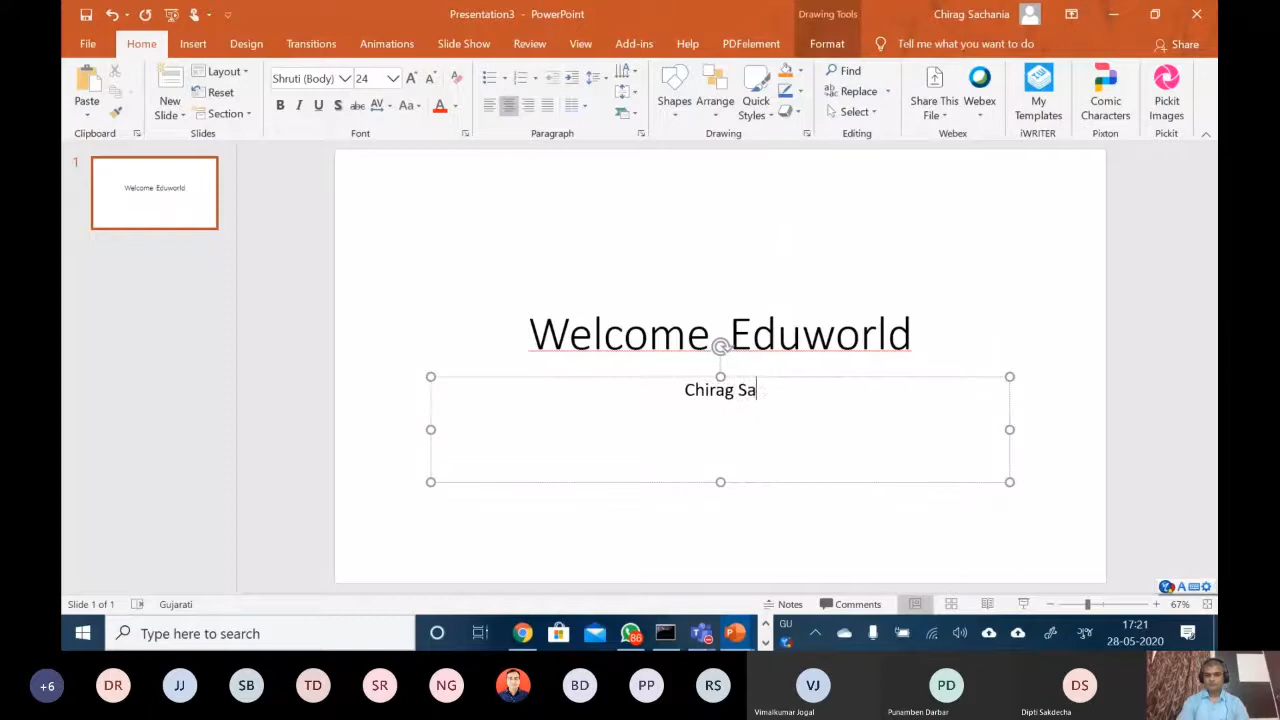 Presentation3 - PowerPoint
Drawing Tools
Chirag Sachania
File Home Insert Design Transitions Animations Slide Show Review View Add-ins Help PDFelement Format Tell me what you want to do Share
Paste
Clipboard
New Slide
Layout
Reset
Section
Slides
Shruti (Body) 24
B I U S abc AV Aa A
Font
Paragraph
Shapes
Arrange
Quick Styles
Drawing
Find
Replace
Select
Editing
Share This File
Webex
Webex
My Templates
iWRITER
Comic Characters
Pixton
Pickit Images
Pickit
1
Welcome Eduworld
Welcome Eduworld
Chirag Sa
A
Slide 1 of 1 Gujarati Notes Comments 67%
Type here to search
88
GU
17:21
28-05-2020
+6 DR JJ SB TD SR NG BD PP RS VJ PD DS
Vimalkumar Jogal Punamben Darbar Dipti Sakdecha